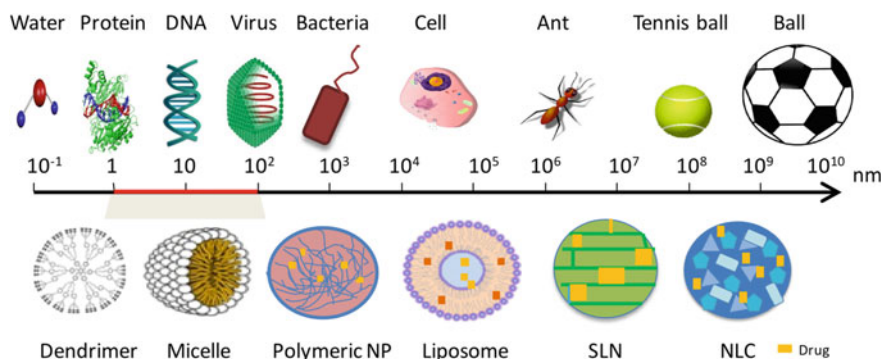 Water Protein DNA Virus Bacteria Cell Ant Tennis ball Ball
10⁻¹ 1 10 10² 10³ 10⁴ 10⁵ 10⁶ 10⁷ 10⁸ 10⁹ 10¹⁰ nm
Dendrimer Micelle Polymeric NP Liposome SLN NLC Drug